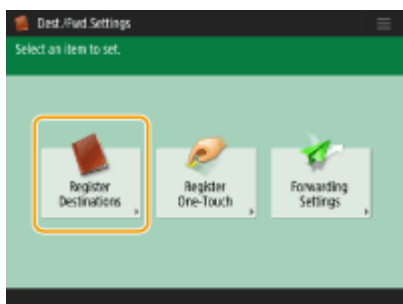 Dest./Fwd.Settings
Select an item to set.
Register
Destinations
Register
One-Touch
Forwarding
Settings